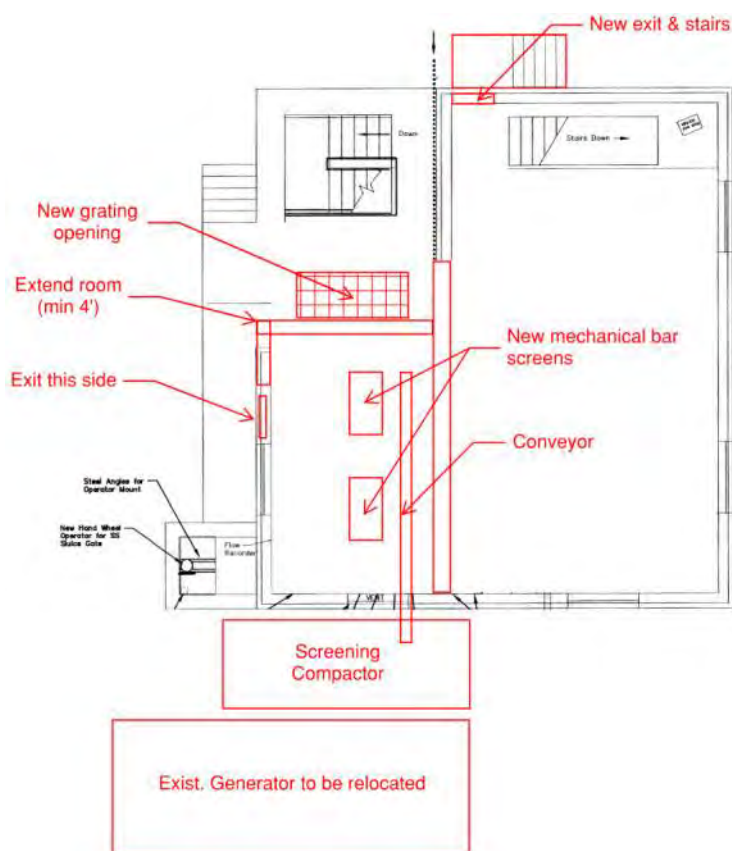 New exit & stairs
Down
Stairs Down
New grating
opening
Extend room
(min 4')
New mechanical bar
screens
Exit this side
Conveyor
Steel Angles for
Operator Mount
New Hand Wheel
Operator for SS
Sluice Gate
Flow
Recorder
VENT
Screening
Compactor
Exist. Generator to be relocated